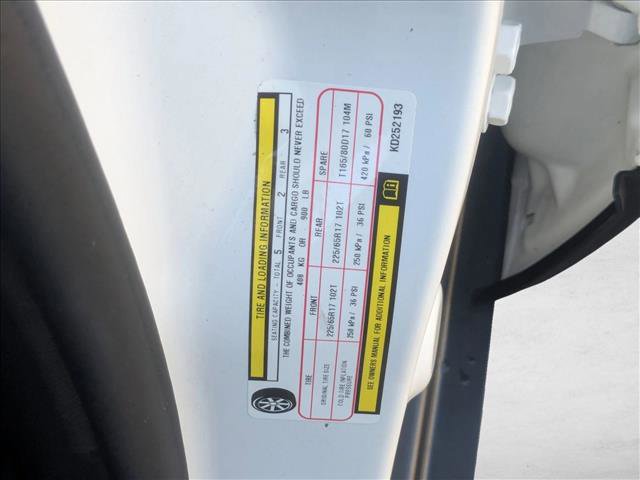 TIRE AND LOADING INFORMATION
SEATING CAPACITY - TOTAL 5 FRONT 2 REAR 3
THE COMBINED WEIGHT OF OCCUPANTS AND CARGO SHOULD NEVER EXCEED
408 KG OR 900 LB
TIRE FRONT REAR SPARE
ORIGINAL TIRE SIZE 225/65R17 102T 225/65R17 102T T165/80D17 104M
COLD TIRE INFLATION PRESSURE 250 kPa / 36 PSI 250 kPa / 36 PSI 420 kPa / 60 PSI
SEE OWNERS MANUAL FOR ADDITIONAL INFORMATION
KD252193